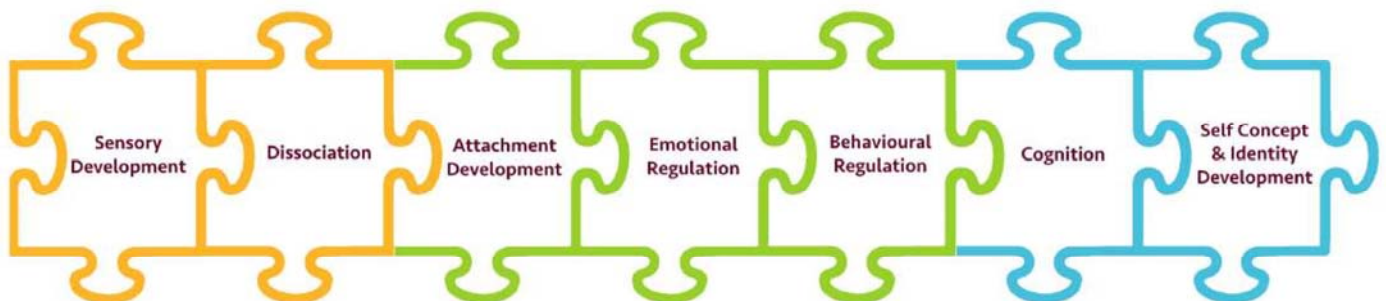 Sensory
Development
Dissociation
Attachment
Development
Emotional
Regulation
Behavioural
Regulation
Cognition
Self Concept
& Identity
Development